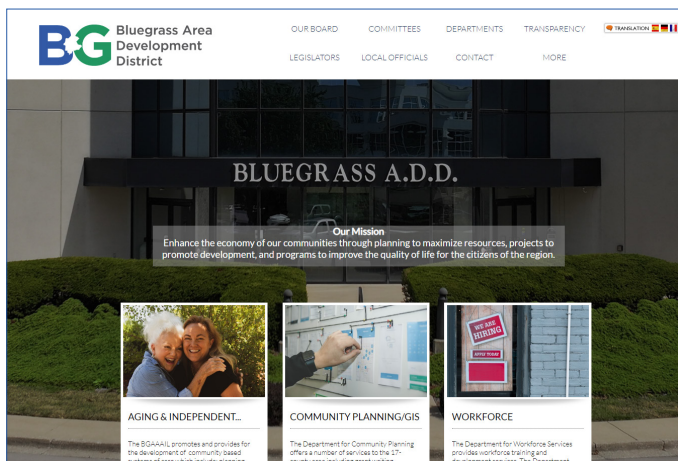 BG
Bluegrass Area
Development
District
OUR BOARD
COMMITTEES
DEPARTMENTS
TRANSPARENCY
TRANSLATION
LEGISLATORS
LOCAL OFFICIALS
CONTACT
MORE
BLUEGRASS A.D.D.
Our Mission
Enhance the economy of our communities through planning to maximize resources, projects to
promote development, and programs to improve the quality of life for the citizens of the region.
WE ARE
HIRING
APPLY TODAY
AGING & INDEPENDENT...
The BGAAAIL promotes and provides for
the development of community based
COMMUNITY PLANNING/GIS
The Department for Community Planning
offers a number of services to the 17-
WORKFORCE
The Department for Workforce Services
provides workforce training and